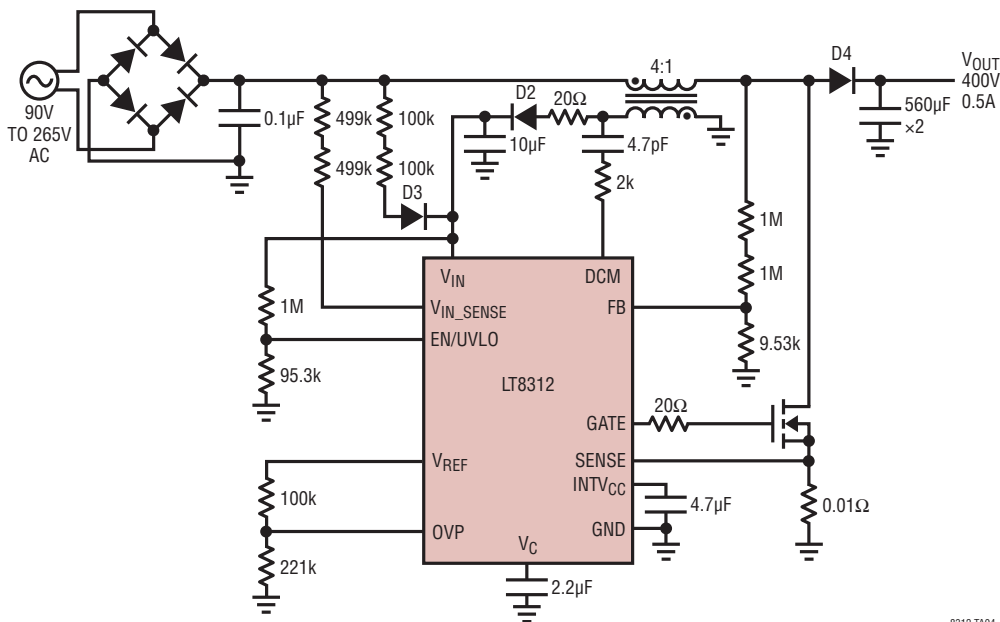 90V
TO 265V
AC
0.1µF
499k
499k
100k
100k
D3
D2
10µF
20Ω
4:1
4.7pF
2k
D4
VOUT
400V
0.5A
560µF
×2
1M
1M
9.53k
1M
95.3k
VIN
DCM
VIN_SENSE
FB
EN/UVLO
LT8312
GATE
20Ω
SENSE
VREF
INTVCC
4.7µF
0.01Ω
100k
OVP
GND
221k
VC
2.2µF
8312 TA04